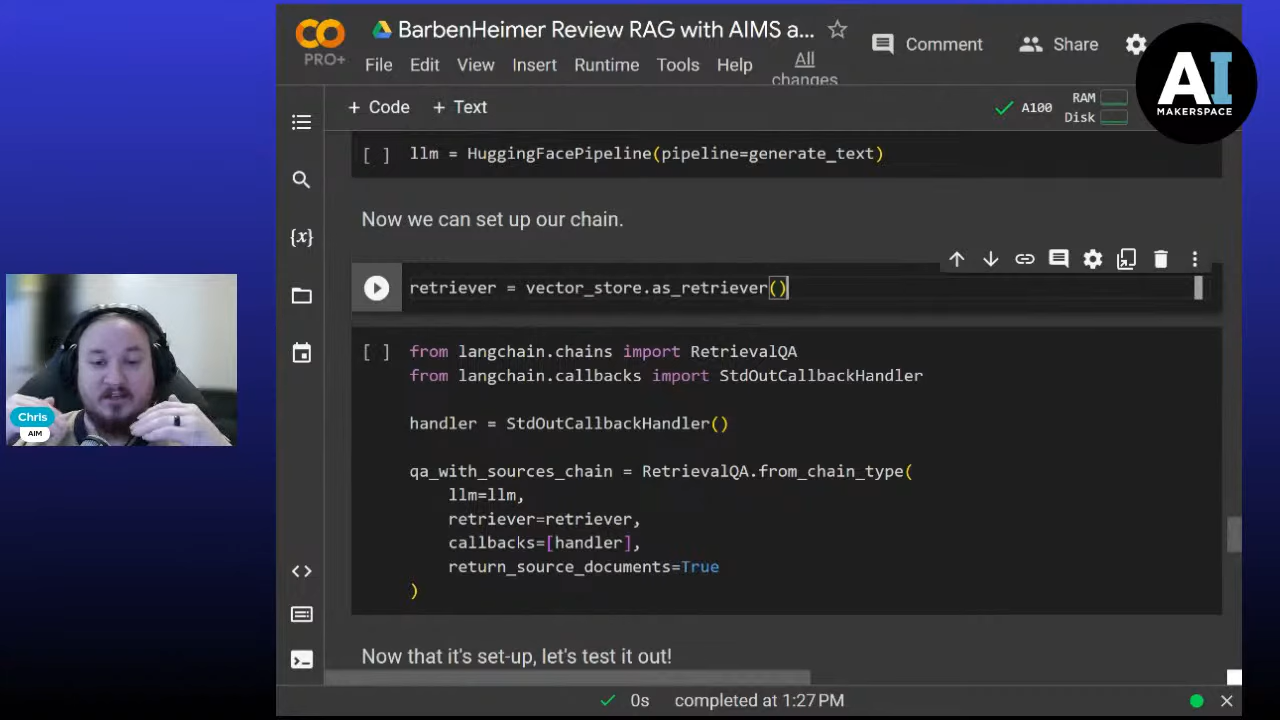 BarbenHeimer Review RAG with AIMS a...
PRO+
File Edit View Insert Runtime Tools Help All changes
Comment Share
AI
MAKERSPACE
+ Code + Text
A100
RAM
Disk
[ ] llm = HuggingFacePipeline(pipeline=generate_text)
Now we can set up our chain.
{x}
retriever = vector_store.as_retriever()
[ ] from langchain.chains import RetrievalQA
from langchain.callbacks import StdOutCallbackHandler
handler = StdOutCallbackHandler()
qa_with_sources_chain = RetrievalQA.from_chain_type(
llm=llm,
retriever=retriever,
callbacks=[handler],
return_source_documents=True
)
Now that it's set-up, let's test it out!
0s completed at 1:27 PM
Chris
AIM